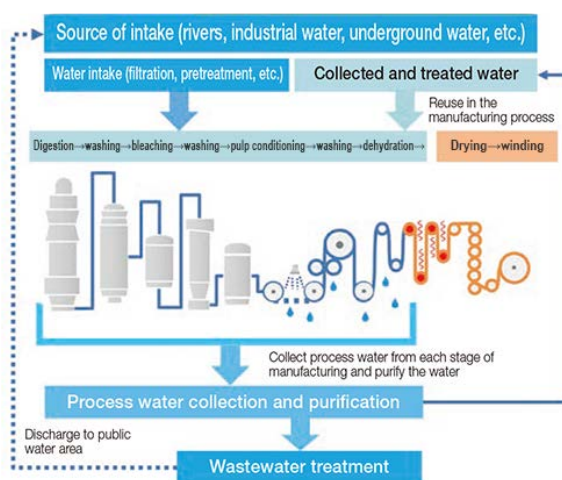 Source of intake (rivers, industrial water, underground water, etc.)
Water intake (filtration, pretreatment, etc.)
Collected and treated water
Reuse in the
manufacturing process
Digestion→washing→bleaching→washing→pulp conditioning→washing→dehydration→
Drying→winding
Collect process water from each stage of
manufacturing and purify the water
Process water collection and purification
Discharge to public
water area
Wastewater treatment